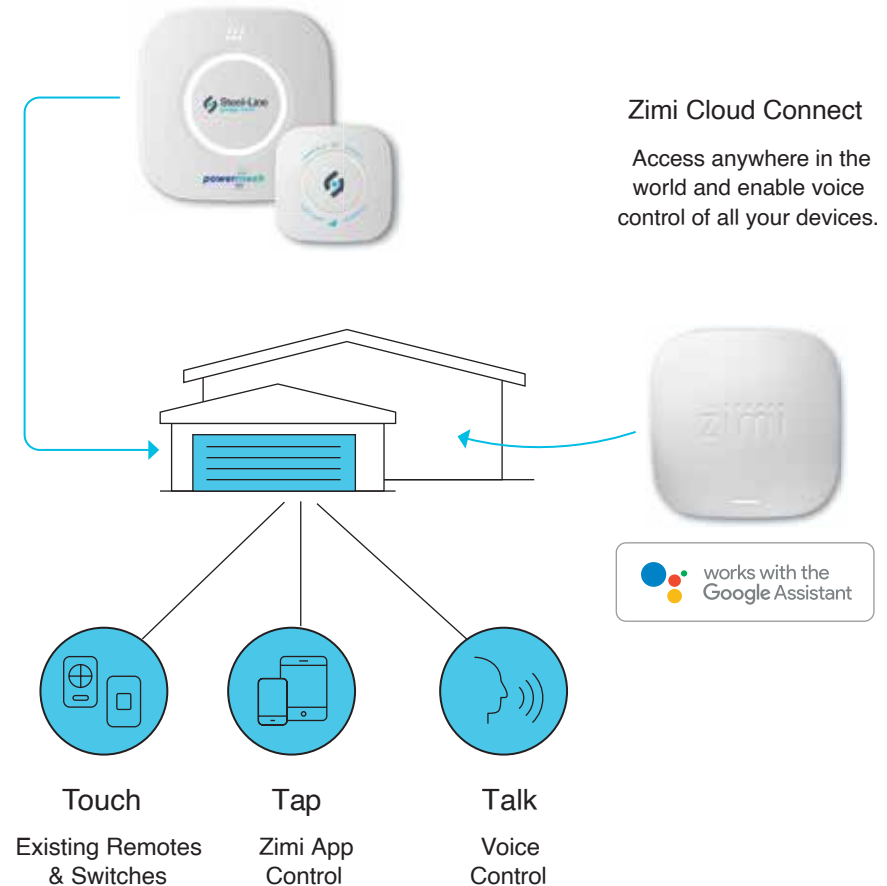 Steel-Line
powermesh
Zimi Cloud Connect
Access anywhere in the
world and enable voice
control of all your devices.
zimi
works with the
Google Assistant
Touch
Tap
Talk
Existing Remotes
& Switches
Zimi App
Control
Voice
Control